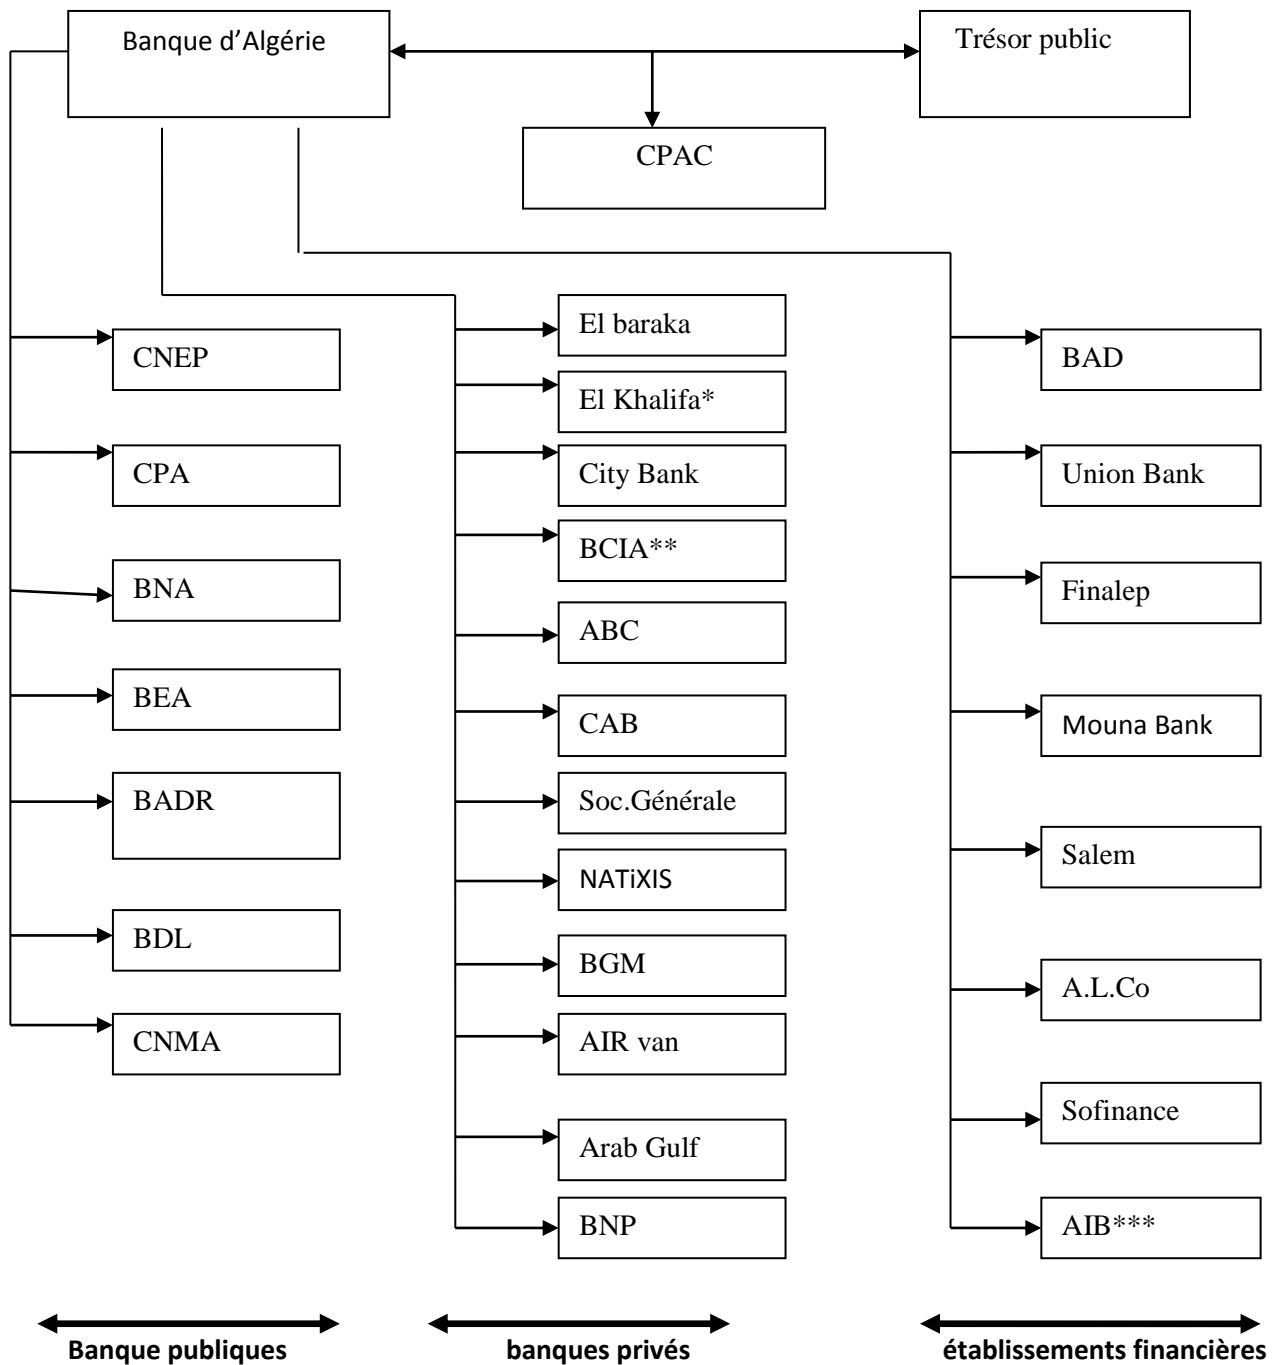 Banque d’Algérie
Trésor public
CPAC
CNEP
CPA
BNA
BEA
BADR
BDL
CNMA
El baraka
El Khalifa*
City Bank
BCIA**
ABC
CAB
Soc.Générale
NATiXIS
BGM
AIR van
Arab Gulf
BNP
BAD
Union Bank
Finalep
Mouna Bank
Salem
A.L.Co
Sofinance
AIB***
Banque publiques
banques privés
établissements financières